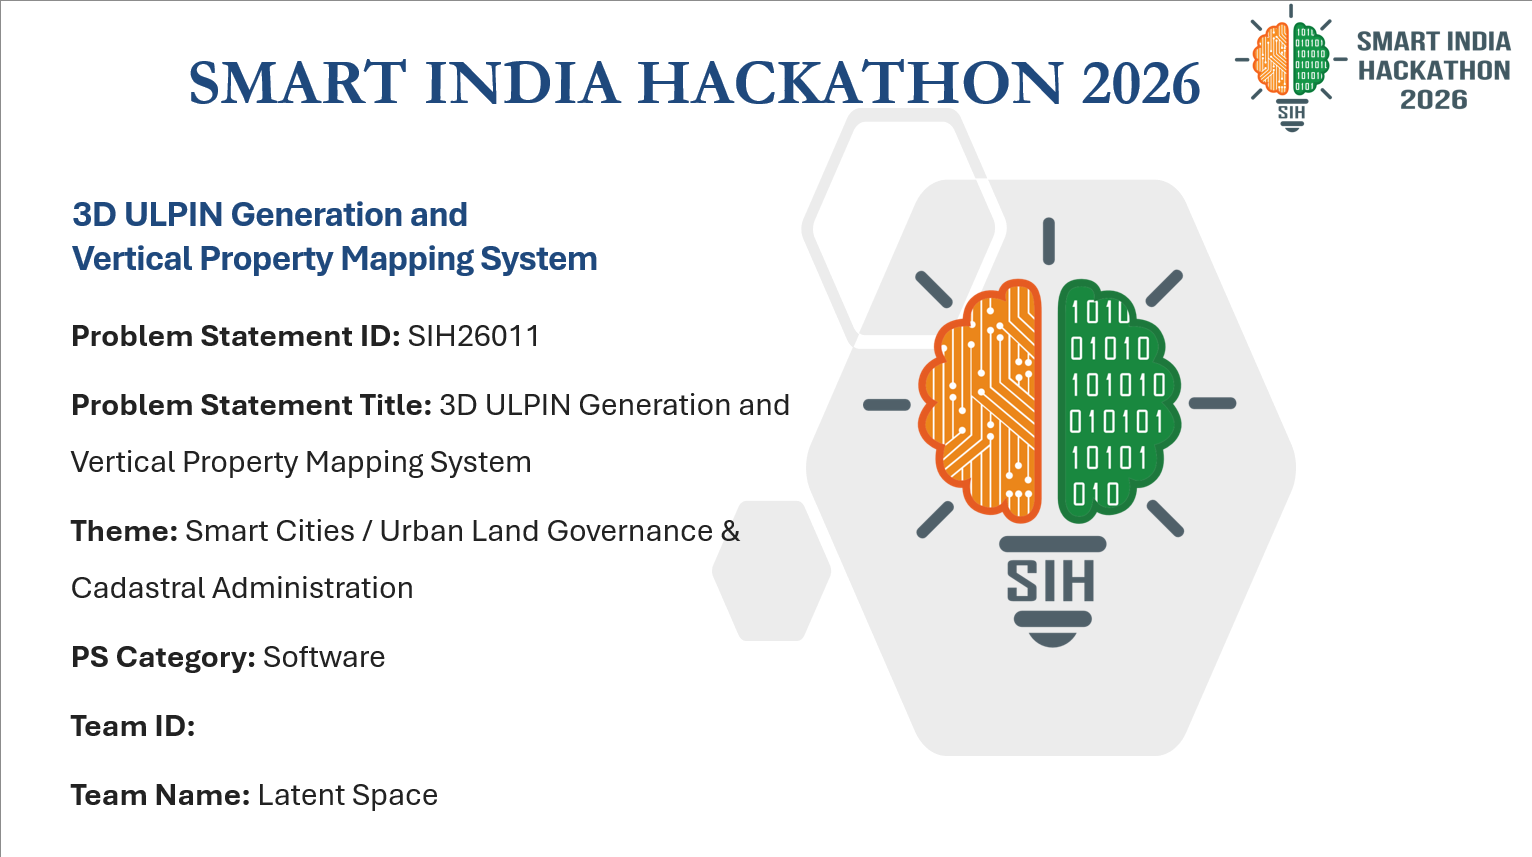 SMART INDIA HACKATHON 2026
SMART INDIA
HACKATHON
2026
SIH
3D ULPIN Generation and
Vertical Property Mapping System
Problem Statement ID: SIH26011
Problem Statement Title: 3D ULPIN Generation and
Vertical Property Mapping System
Theme: Smart Cities / Urban Land Governance &
Cadastral Administration
PS Category: Software
Team ID:
Team Name: Latent Space
1010
01010
101010
010101
10101
010
SIH